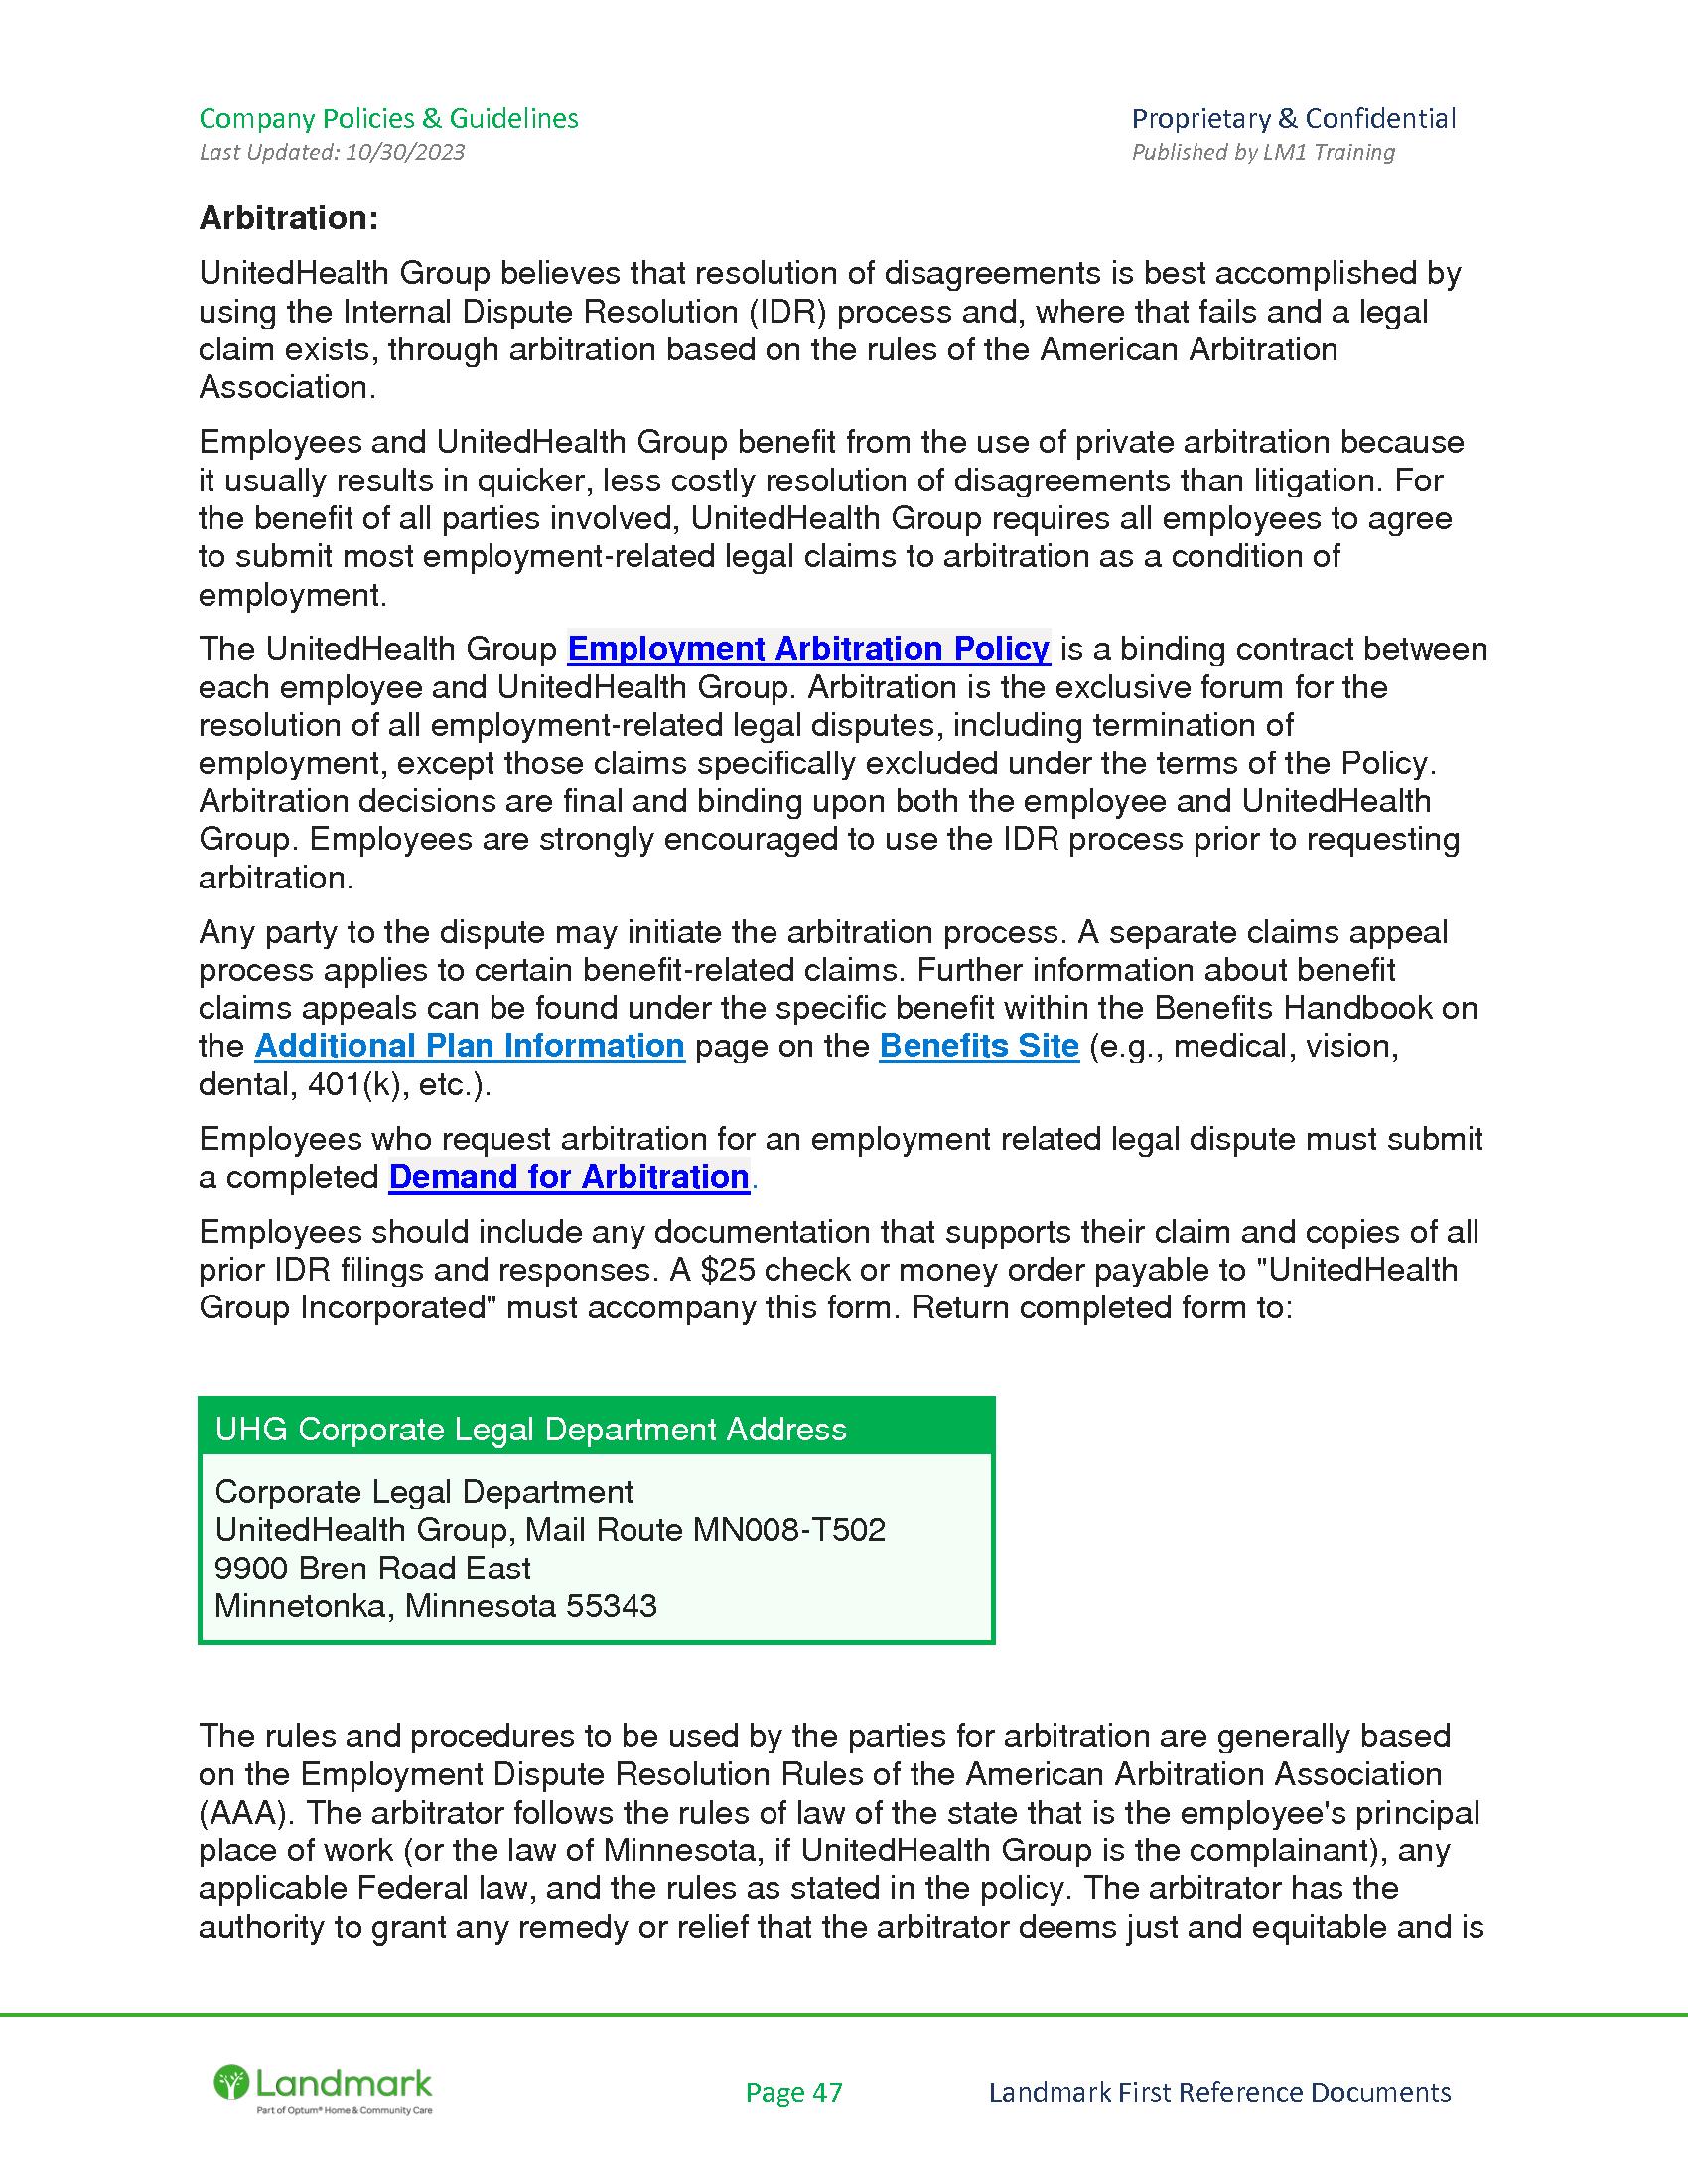 Company Policies & Guidelines
Proprietary & Confidential
Last Updated: 10/30/2023
Published by LM1 Training
Arbitration:
UnitedHealth Group believes that resolution of disagreements is best accomplished by
using the Internal Dispute Resolution (IDR) process and, where that fails and a legal
claim exists, through arbitration based on the rules of the American Arbitration
Association.
Employees and UnitedHealth Group benefit from the use of private arbitration because
it usually results in quicker, less costly resolution of disagreements than litigation. For
the benefit of all parties involved, UnitedHealth Group requires all employees to agree
to submit most employment-related legal claims to arbitration as a condition of
employment.
The UnitedHealth Group Employment Arbitration Policy is a binding contract between
each employee and UnitedHealth Group. Arbitration is the exclusive forum for the
resolution of all employment-related legal disputes, including termination of
employment, except those claims specifically excluded under the terms of the Policy.
Arbitration decisions are final and binding upon both the employee and UnitedHealth
Group. Employees are strongly encouraged to use the IDR process prior to requesting
arbitration.
Any party to the dispute may initiate the arbitration process. A separate claims appeal
process applies to certain benefit-related claims. Further information about benefit
claims appeals can be found under the specific benefit within the Benefits Handbook on
the Additional Plan Information page on the Benefits Site (e.g., medical, vision,
dental, 401(k), etc.).
Employees who request arbitration for an employment related legal dispute must submit
a completed Demand for Arbitration.
Employees should include any documentation that supports their claim and copies of all
prior IDR filings and responses. A $25 check or money order payable to "UnitedHealth
Group Incorporated" must accompany this form. Return completed form to:
UHG Corporate Legal Department Address
Corporate Legal Department
UnitedHealth Group, Mail Route MN008-T502
9900 Bren Road East
Minnetonka, Minnesota 55343
The rules and procedures to be used by the parties for arbitration are generally based
on the Employment Dispute Resolution Rules of the American Arbitration Association
(AAA). The arbitrator follows the rules of law of the state that is the employee's principal
place of work (or the law of Minnesota, if UnitedHealth Group is the complainant), any
applicable Federal law, and the rules as stated in the policy. The arbitrator has the
authority to grant any remedy or relief that the arbitrator deems just and equitable and is
Landmark
Part of Optum® Home & Community Care
Page 47
Landmark First Reference Documents